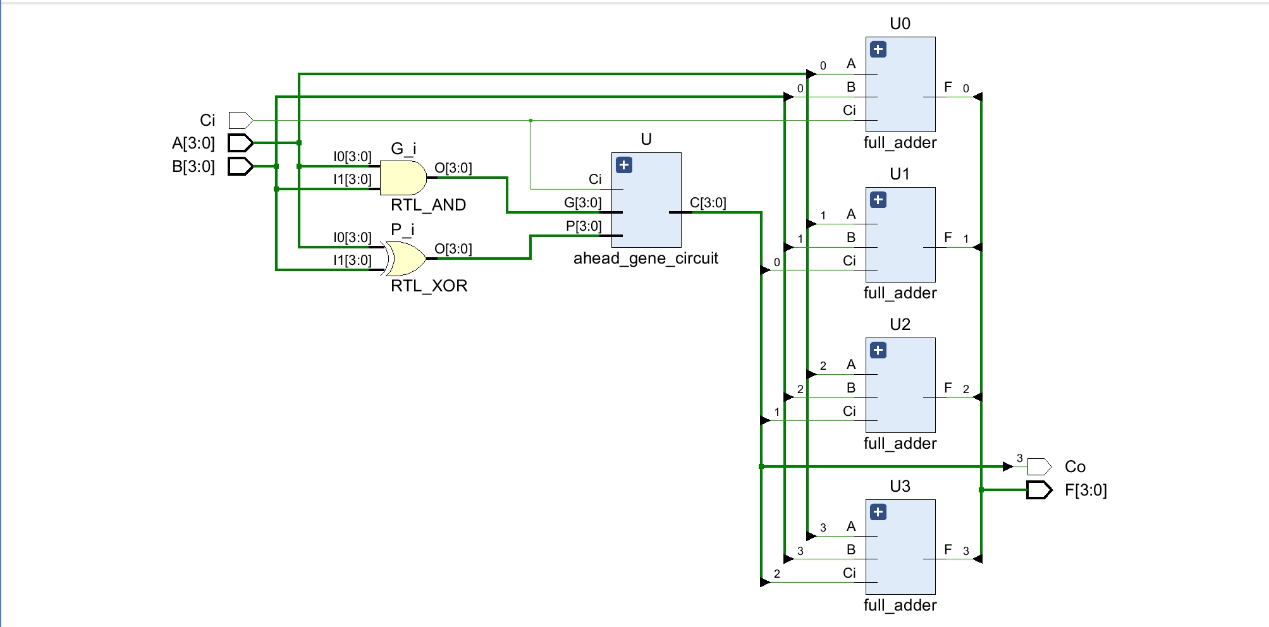 U0
0 A
0 B F 0
Ci Ci
full_adder
A[3:0]
B[3:0]
G_i
I0[3:0] O[3:0]
I1[3:0]
RTL_AND
P_i
I0[3:0] O[3:0]
I1[3:0]
RTL_XOR
U
Ci
G[3:0] C[3:0]
P[3:0]
ahead_gene_circuit
U1
1 A
1 B F 1
0 Ci
full_adder
U2
2 A
2 B F 2
1 Ci
full_adder
3 Co
F[3:0]
U3
3 A
3 B F 3
2 Ci
full_adder